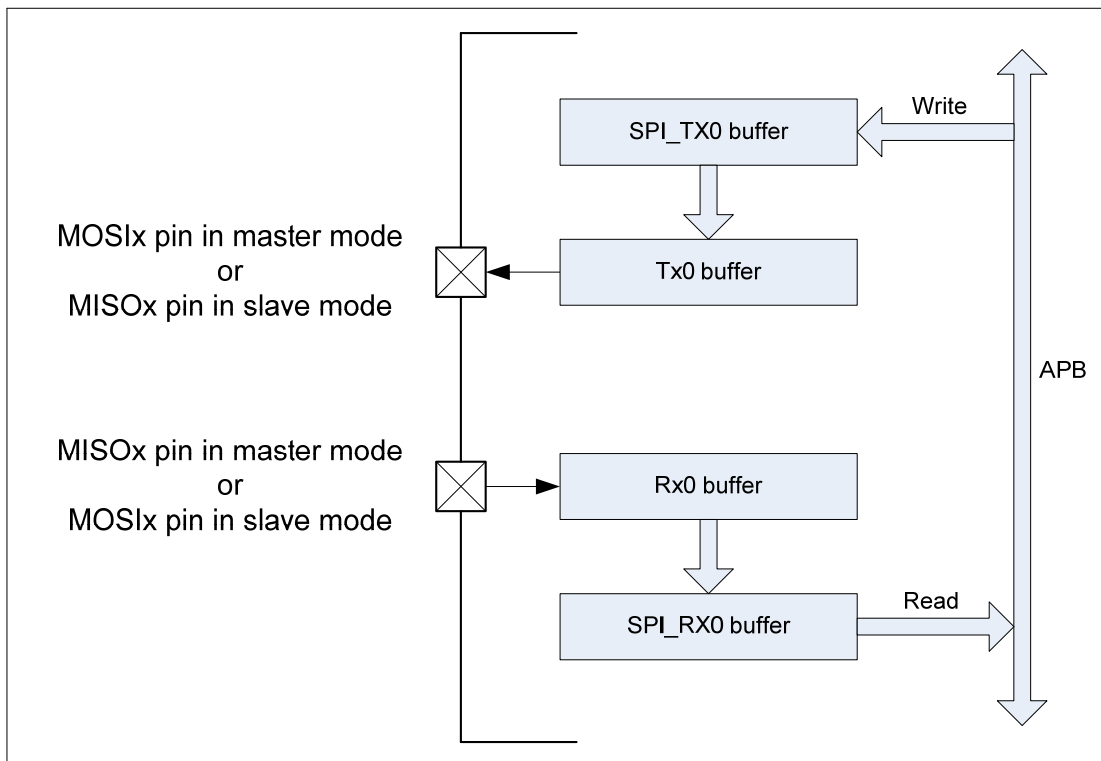 Write
SPI_TX0 buffer
MOSIx pin in master mode
or
MISOx pin in slave mode
Tx0 buffer
APB
MISOx pin in master mode
or
MOSIx pin in slave mode
Rx0 buffer
Read
SPI_RX0 buffer